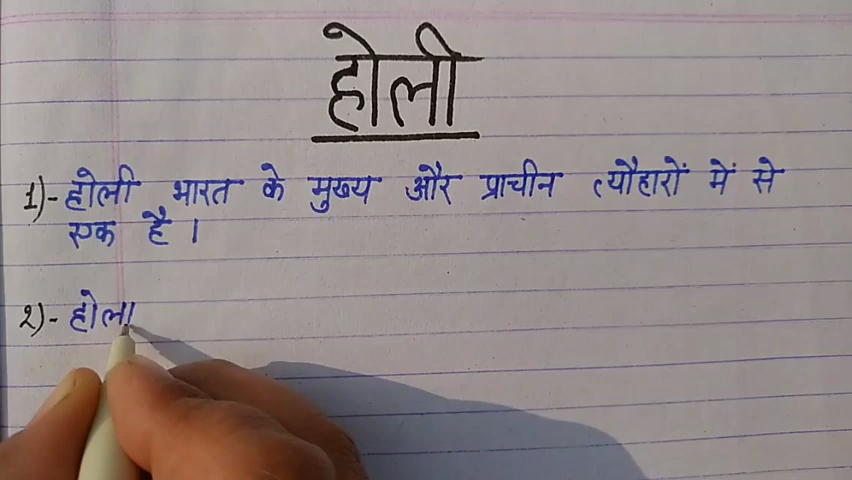 होली
1)- होली भारत के मुख्य और प्राचीन त्यौहारों में से
एक है ।
2)- होला